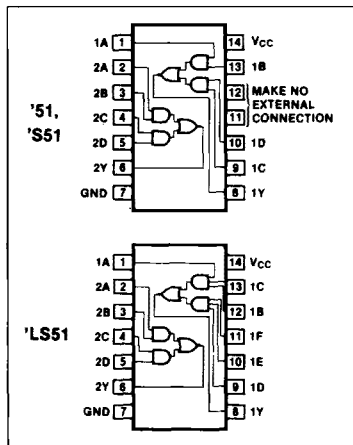 '51,
'S51
1A 1
2A 2
2B 3
2C 4
2D 5
2Y 6
GND 7
14 VCC
13 1B
12 MAKE NO
EXTERNAL
11 CONNECTION
10 1D
9 1C
8 1Y
'LS51
1A 1
2A 2
2B 3
2C 4
2D 5
2Y 6
GND 7
14 VCC
13 1C
12 1B
11 1F
10 1E
9 1D
8 1Y